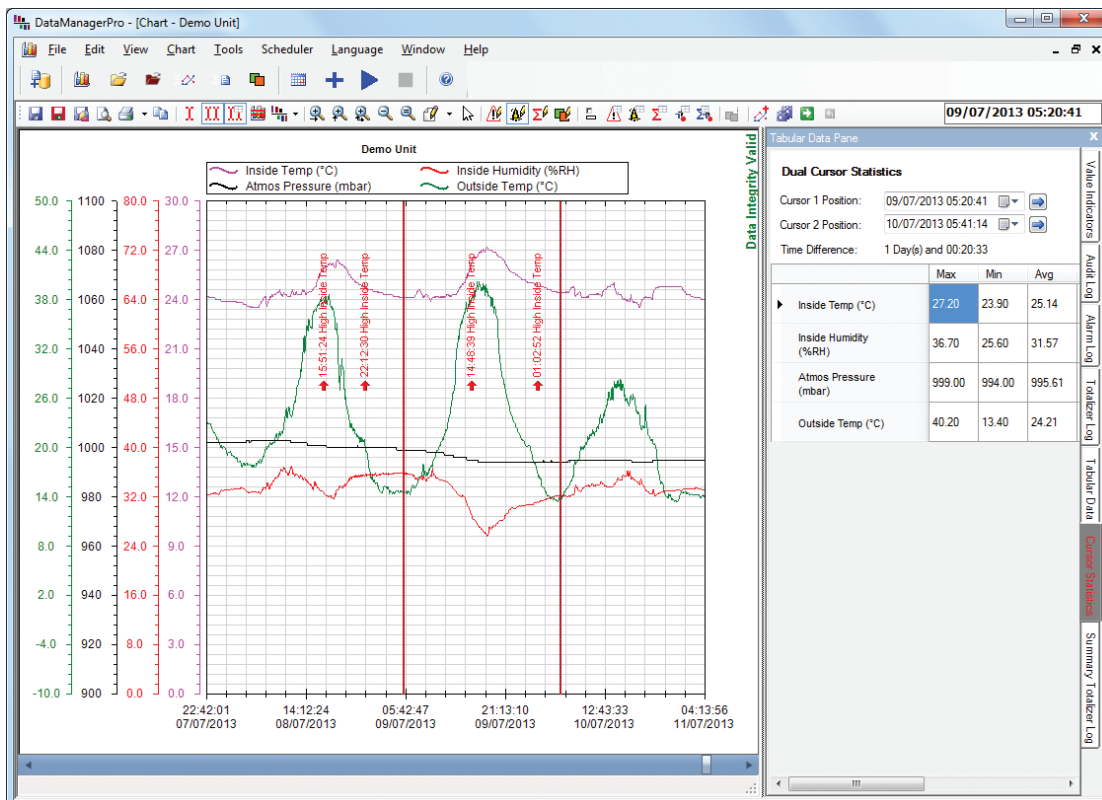 DataManagerPro - [Chart - Demo Unit]
File Edit View Chart Tools Scheduler Language Window Help
09/07/2013 05:20:41
Demo Unit
Inside Temp (°C) Inside Humidity (%RH)
Atmos Pressure (mbar) Outside Temp (°C)
Data Integrity Valid
50.0 1100 80.0 30.0
44.0 1080 72.0 27.0
38.0 1060 64.0 24.0
32.0 1040 56.0 21.0
26.0 1020 48.0 18.0
20.0 1000 40.0 15.0
14.0 980 32.0 12.0
8.0 960 24.0 9.0
2.0 940 16.0 6.0
-4.0 920 8.0 3.0
-10.0 900 0.0 0.0
15:51:24 High Inside Temp
22:12:30 High Inside Temp
14:48:39 High Inside Temp
01:02:52 High Inside Temp
22:42:01 14:12:24 05:42:47 21:13:10 12:43:33 04:13:56
07/07/2013 08/07/2013 09/07/2013 09/07/2013 10/07/2013 11/07/2013
Tabular Data Pane
Dual Cursor Statistics
Cursor 1 Position: 09/07/2013 05:20:41
Cursor 2 Position: 10/07/2013 05:41:14
Time Difference: 1 Day(s) and 00:20:33
Max Min Avg
Inside Temp (°C) 27.20 23.90 25.14
Inside Humidity
(%RH) 36.70 25.60 31.57
Atmos Pressure
(mbar) 999.00 994.00 995.61
Outside Temp (°C) 40.20 13.40 24.21
Value Indicators
Audit Log
Alarm Log
Totalizer Log
Tabular Data
Cursor Statistics
Summary Totalizer Log